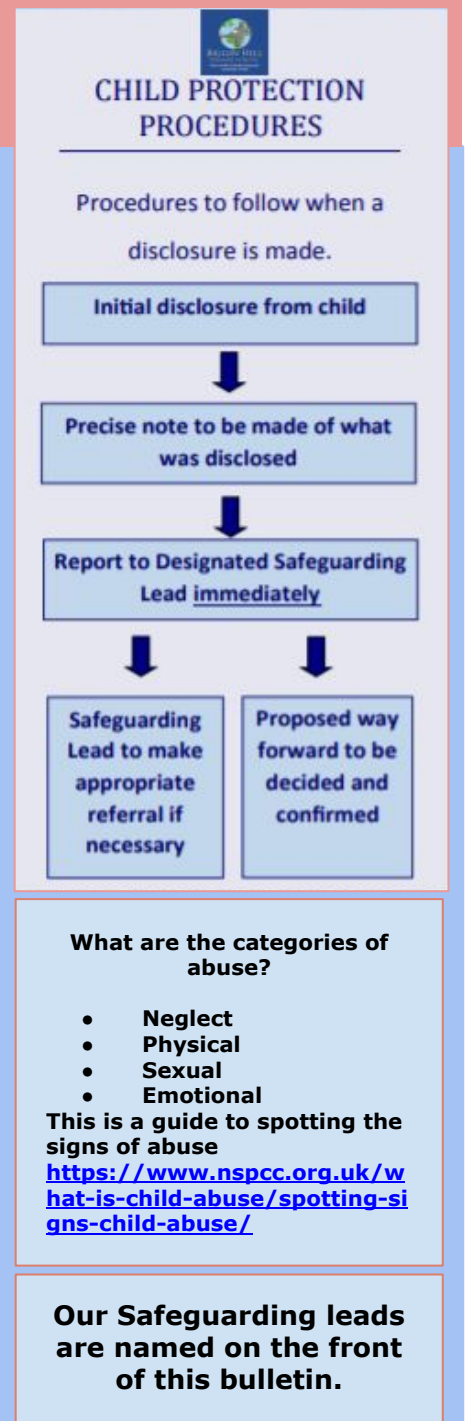 CHILD PROTECTION
PROCEDURES
Procedures to follow when a
disclosure is made.
Initial disclosure from child
Precise note to be made of what
was disclosed
Report to Designated Safeguarding
Lead immediately
Safeguarding
Lead to make
appropriate
referral if
necessary
Proposed way
forward to be
decided and
confirmed
What are the categories of
abuse?
● Neglect
● Physical
● Sexual
● Emotional
This is a guide to spotting the
signs of abuse
https://www.nspcc.org.uk/w
hat-is-child-abuse/spotting-si
gns-child-abuse/
Our Safeguarding leads
are named on the front
of this bulletin.